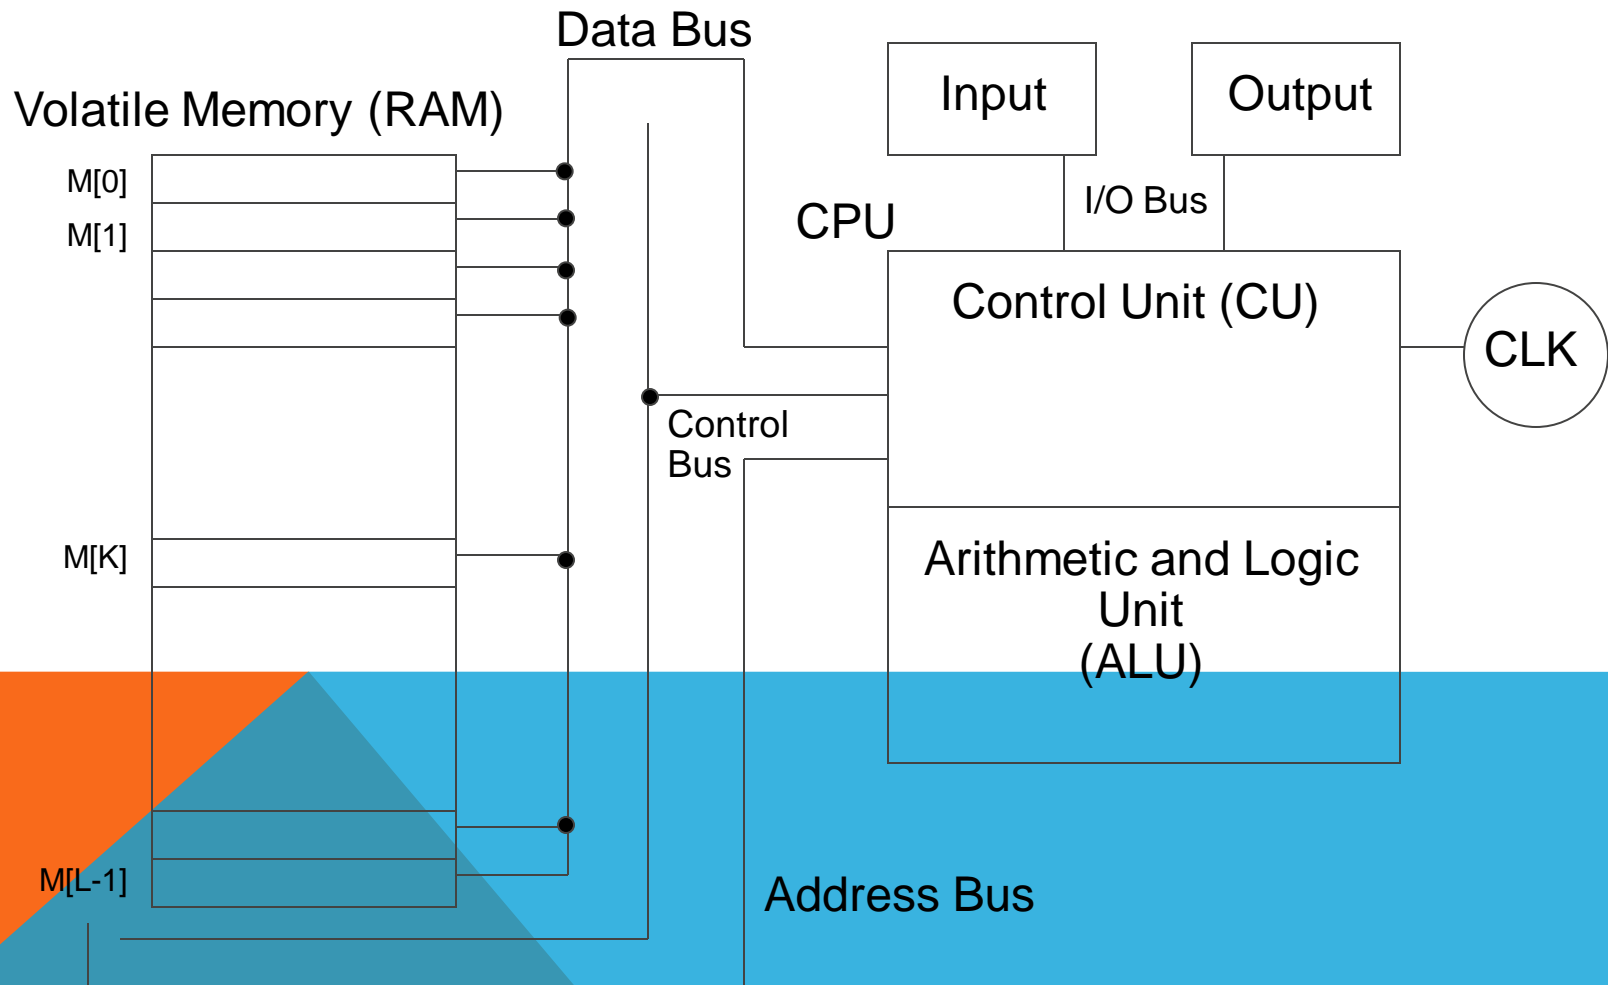 Data Bus
Input
Output
Volatile Memory (RAM)
M[0]
I/O Bus
CPU
M[1]
Control Unit (CU)
CLK
Control
Bus
M[K]
Arithmetic and Logic
Unit
(ALU)
M[L-1]
Address Bus